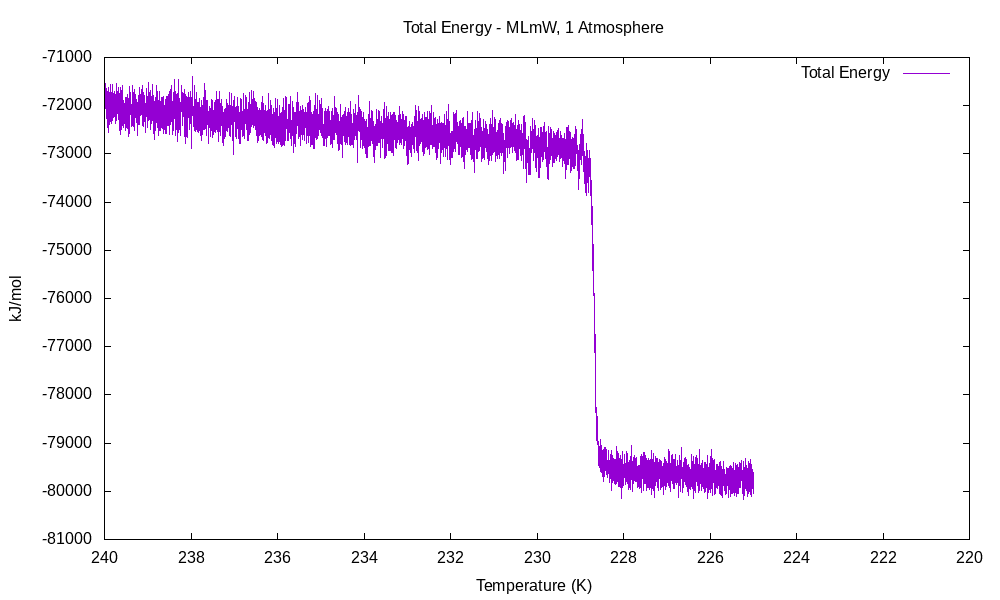 Total Energy - MLmW, 1 Atmosphere
Total Energy
kJ/mol
-71000
-72000
-73000
-74000
-75000
-76000
-77000
-78000
-79000
-80000
-81000
240 238 236 234 232 230 228 226 224 222 220
Temperature (K)